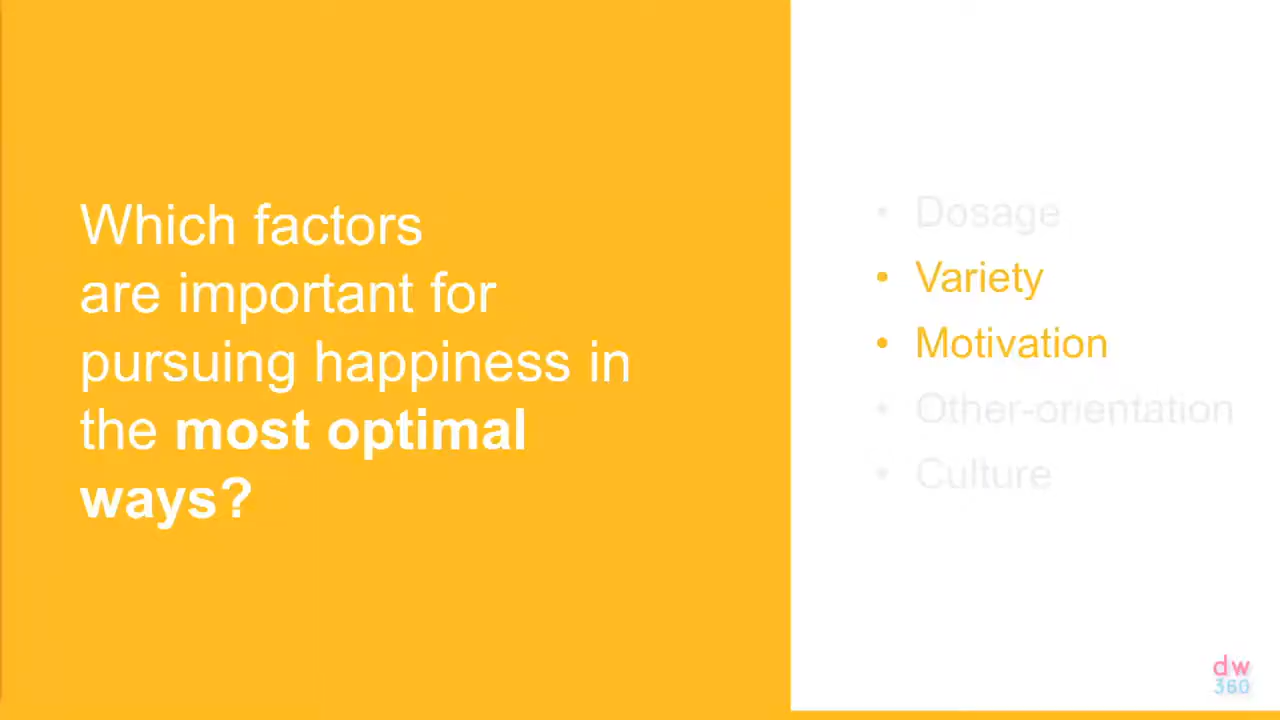 Which factors
are important for
pursuing happiness in
the most optimal
ways?
• Dosage
• Variety
• Motivation
• Other-orientation
• Culture
dw
360